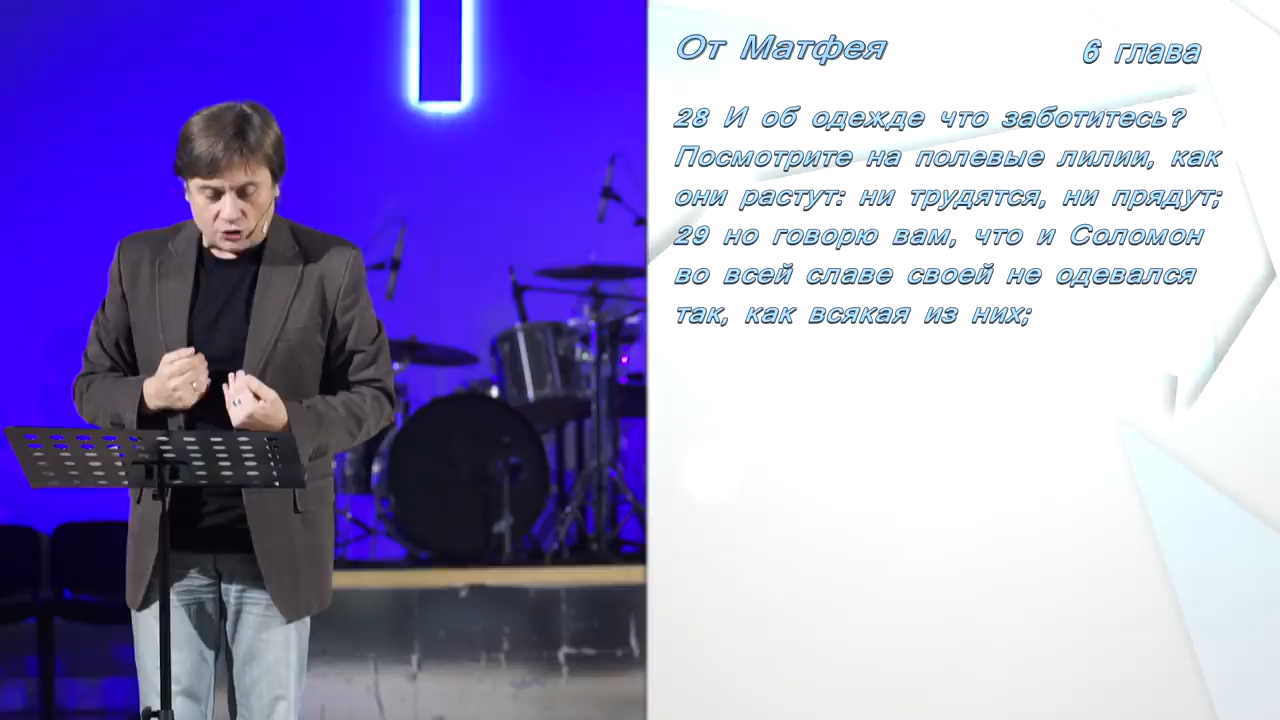 От Матфея 6 глава
28 И об одежде что заботитесь?
Посмотрите на полевые лилии, как
они растут: ни трудятся, ни прядут;
29 но говорю вам, что и Соломон
во всей славе своей не одевался
так, как всякая из них;